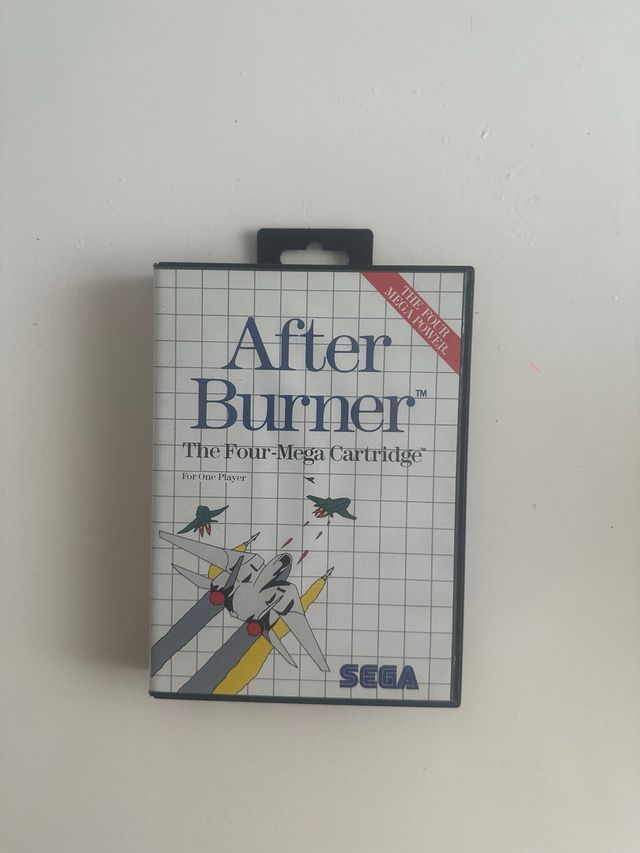 THE FOUR
MEGA POWER.
After
Burner™
The Four-Mega Cartridge™
For One Player
SEGA